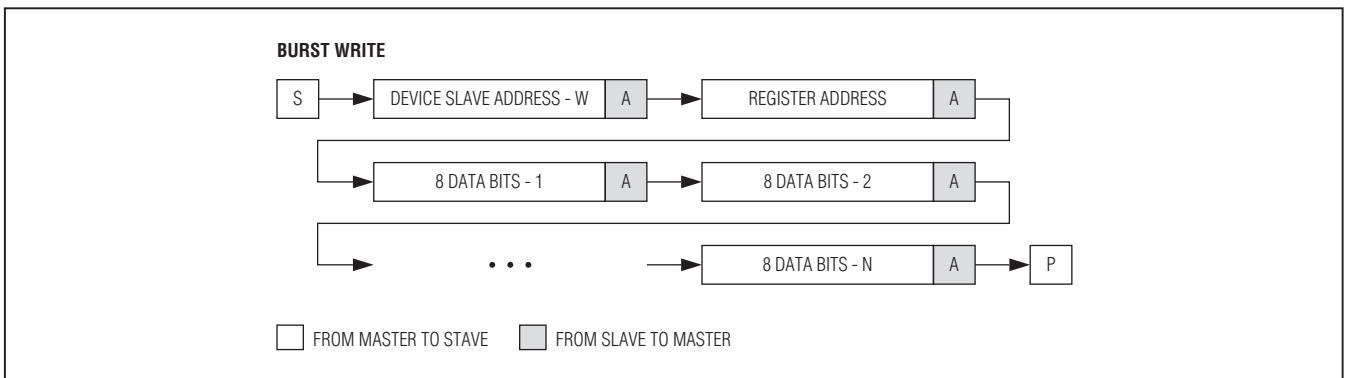 BURST WRITE
S DEVICE SLAVE ADDRESS - W A REGISTER ADDRESS A
8 DATA BITS - 1 A 8 DATA BITS - 2 A
• • • 8 DATA BITS - N A P
FROM MASTER TO STAVE FROM SLAVE TO MASTER